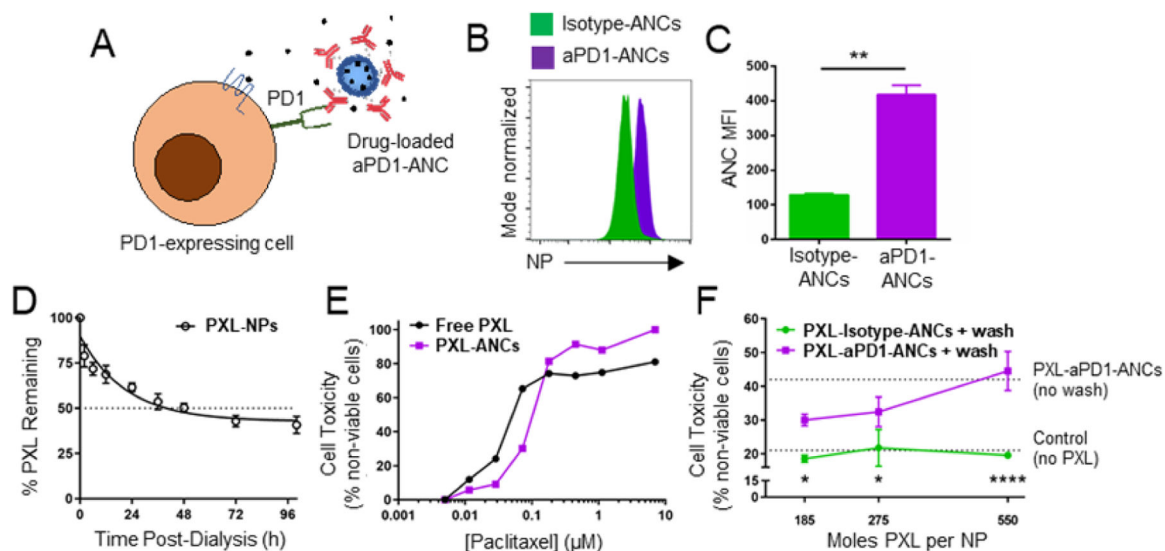 A
PD1
Drug-loaded
aPD1-ANC
PD1-expressing cell
B
Isotype-ANCs
aPD1-ANCs
Mode normalized
NP
C
**
500
400
300
200
100
0
ANC MFI
Isotype-
ANCs
aPD1-
ANCs
D
PXL-NPs
100
75
50
25
0
% PXL Remaining
0 24 48 72 96
Time Post-Dialysis (h)
E
Free PXL
PXL-ANCs
100
80
60
40
20
0
Cell Toxicity
(% non-viable cells)
0.001 0.01 0.1 1 10
[Paclitaxel] (µM)
F
PXL-Isotype-ANCs + wash
PXL-aPD1-ANCs + wash
60
50
40
30
20
15
0
Cell Toxicity
(% non-viable cells)
PXL-aPD1-ANCs
(no wash)
Control
(no PXL)
* * ****
185 275 550
Moles PXL per NP